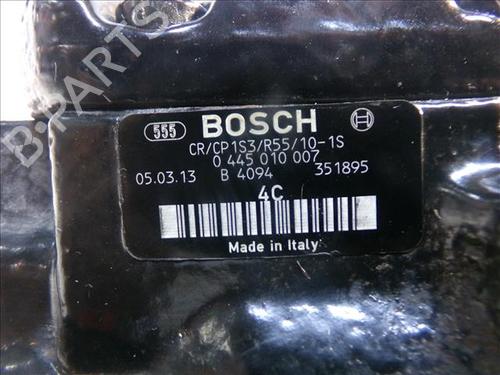 555 BOSCH
CR/CP1S3/R55/10-1S
0 445 010 007
05.03.13 B 4094 351895
4C
Made in Italy
B-PARTS